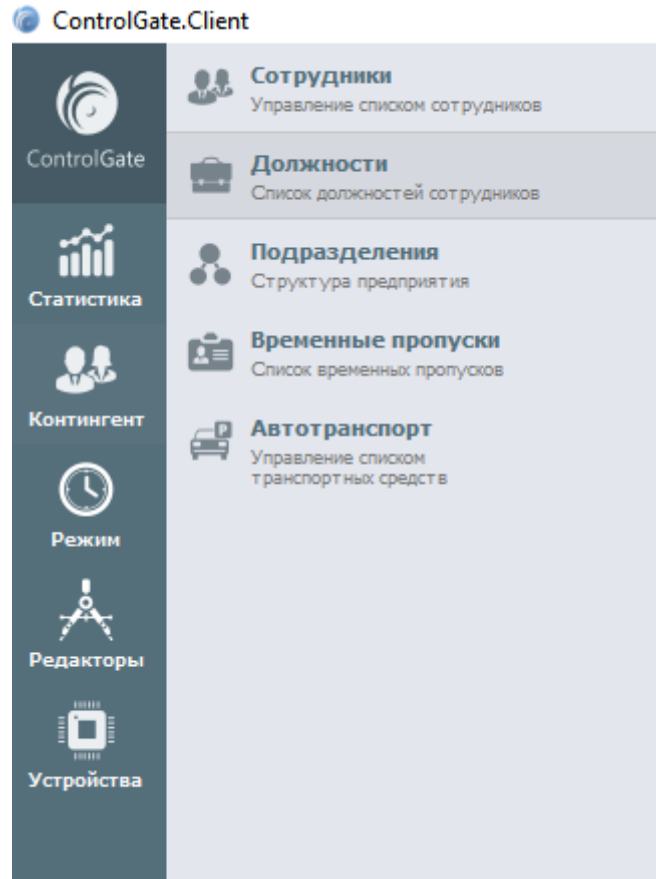 ControlGate.Client
ControlGate
Статистика
Контингент
Режим
Редакторы
Устройства
Сотрудники
Управление списком сотрудников
Должности
Список должностей сотрудников
Подразделения
Структура предприятия
Временные пропуски
Список временных пропусков
Автотранспорт
Управление списком
транспортных средств
P